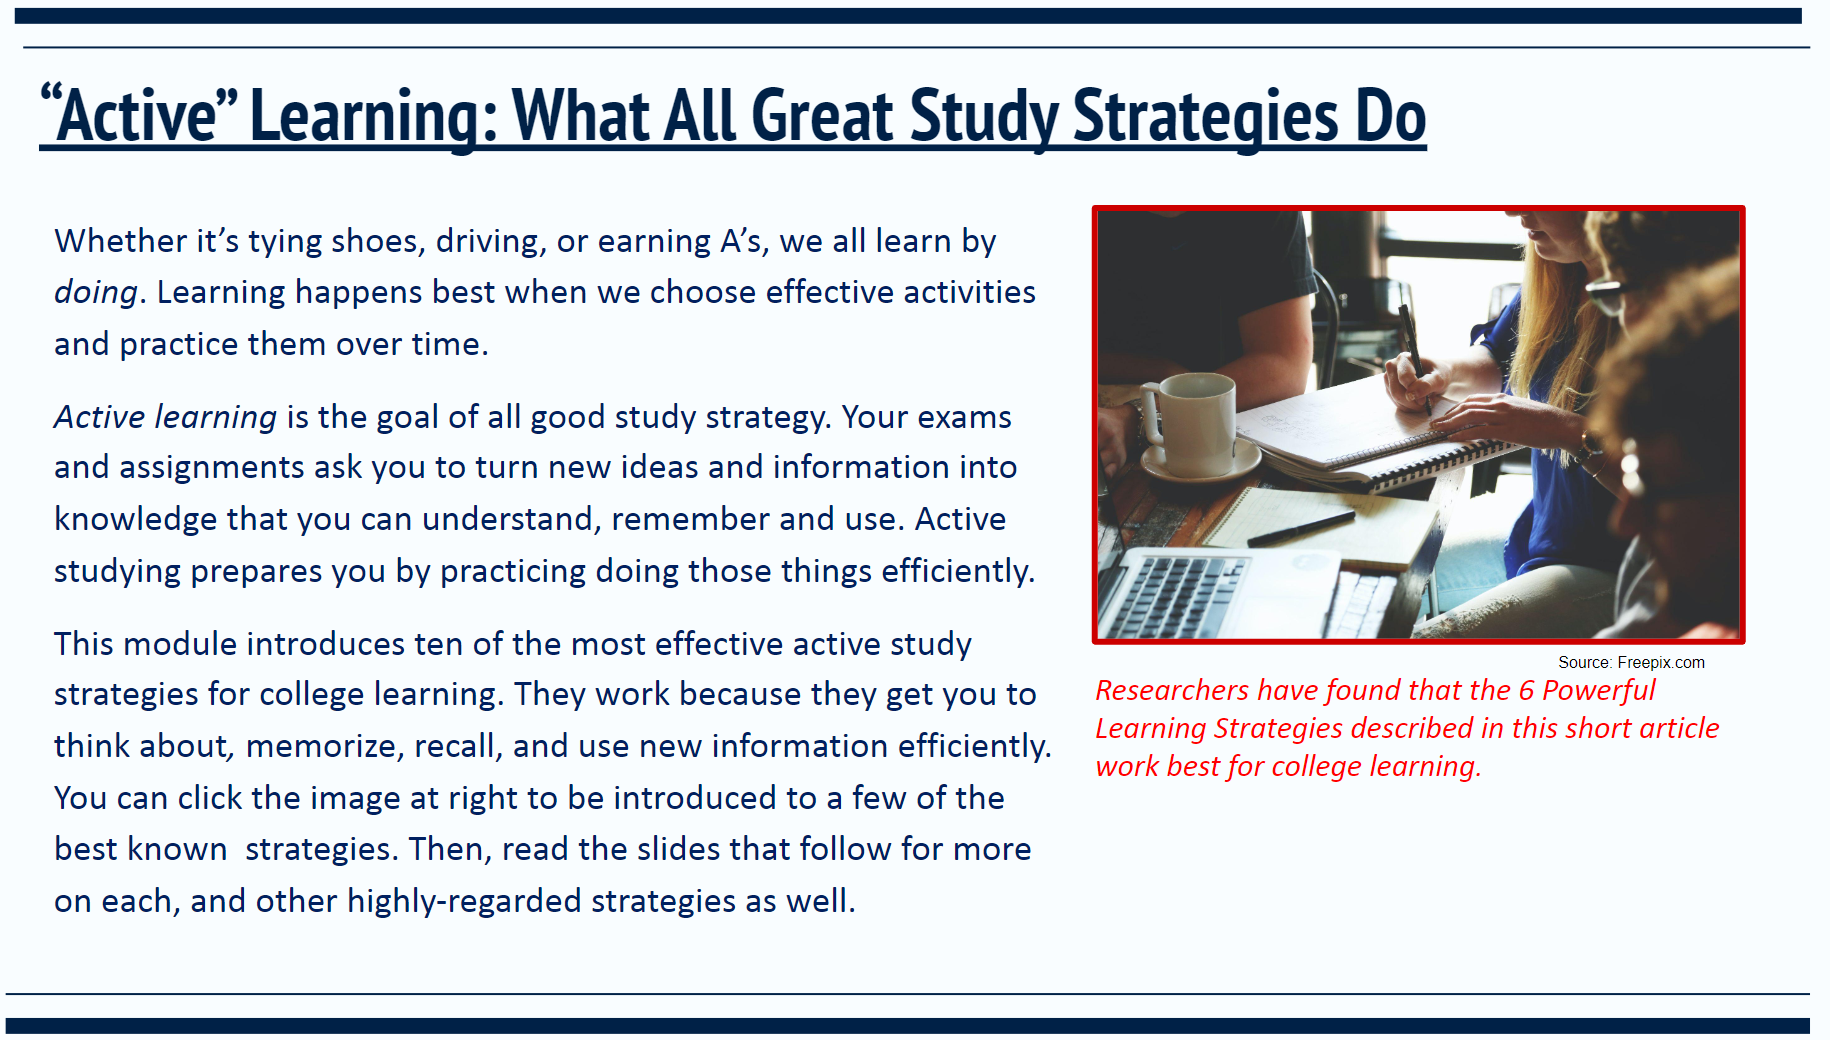 “Active” Learning: What All Great Study Strategies Do
Whether it’s tying shoes, driving, or earning A’s, we all learn by
doing. Learning happens best when we choose effective activities
and practice them over time.
Active learning is the goal of all good study strategy. Your exams
and assignments ask you to turn new ideas and information into
knowledge that you can understand, remember and use. Active
studying prepares you by practicing doing those things efficiently.
This module introduces ten of the most effective active study
strategies for college learning. They work because they get you to
think about, memorize, recall, and use new information efficiently.
You can click the image at right to be introduced to a few of the
best known  strategies. Then, read the slides that follow for more
on each, and other highly-regarded strategies as well.
Source: Freepix.com
Researchers have found that the 6 Powerful
Learning Strategies described in this short article
work best for college learning.